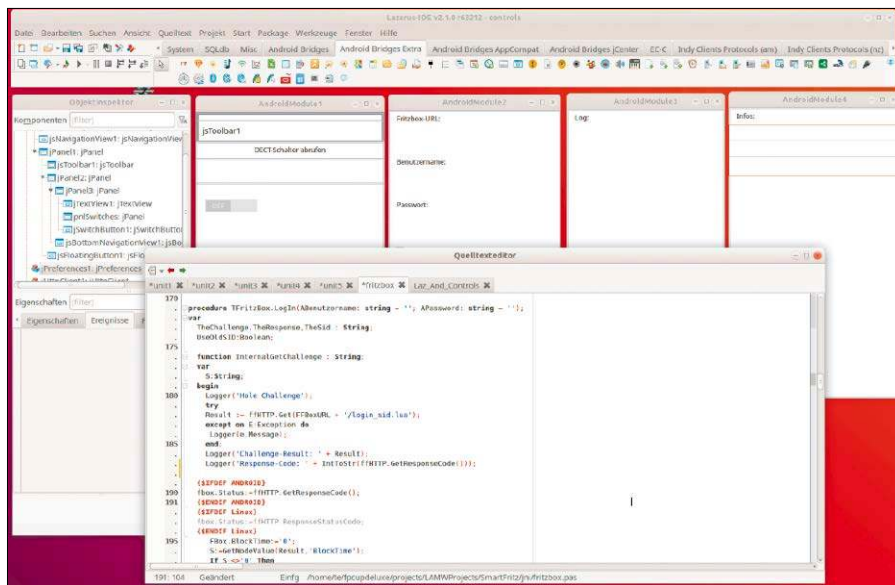 Lazarus-IDE v2.1.0 r63212 - controls
Datei Bearbeiten Suchen Ansicht Quelltext Projekt Start Package Werkzeuge Fenster Hilfe
System SQLdb Misc Android Bridges Android Bridges Extra Android Bridges AppCompat Android Bridges jCenter Indy Clients Protocols (am) Indy Clients Protocols (nz)
Objektinspektor
Komponenten (filter)
jsNavigationView1: jsNavigationView
jPanel1: jPanel
jsToolbar1: jsToolbar
jPanel2: jPanel
jPanel3: jPanel
jTextView1: jTextView
pnlSwitches: jPanel
jSwitchButton1: jSwitchButton
jsBottomNavigationView1: jsBo
jsFloatingButton1: jsFlo
jPreferences1: jPreferences
Eigenschaften (filter)
Eigenschaften Ereignisse
AndroidModule1
jsToolbar1
DECT-Schalter abrufen
OFF
AndroidModule2
Fritzbox-URL:
Benutzername:
Passwort:
AndroidModule3
Log:
AndroidModule4
Infos:
Quelltexteditor
*unit1 *unit2 *unit3 *unit4 *unit5 *fritzbox Laz_And_Controls
170
procedure TFritzBox.LogIn(ABenutzername: string = ''; APassword: string = '');
var
TheChallenge,TheResponse,TheSid : String;
UseOldSID:Boolean;
175
function InternalGetChallenge : String;
var
S:String;
begin
180 Logger('Hole Challenge');
try
Result := ffHTTP.Get(FFBoxURL + '/login_sid.lua');
except on E:Exception do
Logger(e.Message);
185 end;
Logger('Challenge-Result: ' + Result);
Logger('Response-Code: ' + IntToStr(ffHTTP.GetResponseCode()));
{$IFDEF ANDROID}
190 fbox.Status:=ffHTTP.GetResponseCode();
191 {$ENDIF ANDROID}
{$IFDEF Linux}
fbox.Status:=ffHTTP.ResponseStatusCode;
{$ENDIF Linux}
195 FBox.BlockTime:='0';
S:=GetNodeValue(Result,'BlockTime');
If S <>'0' Then
191: 104 Geändert Einfg /home/te/fpcupdeluxe/projects/LAMWProjects/SmartFritz/jni/fritzbox.pas